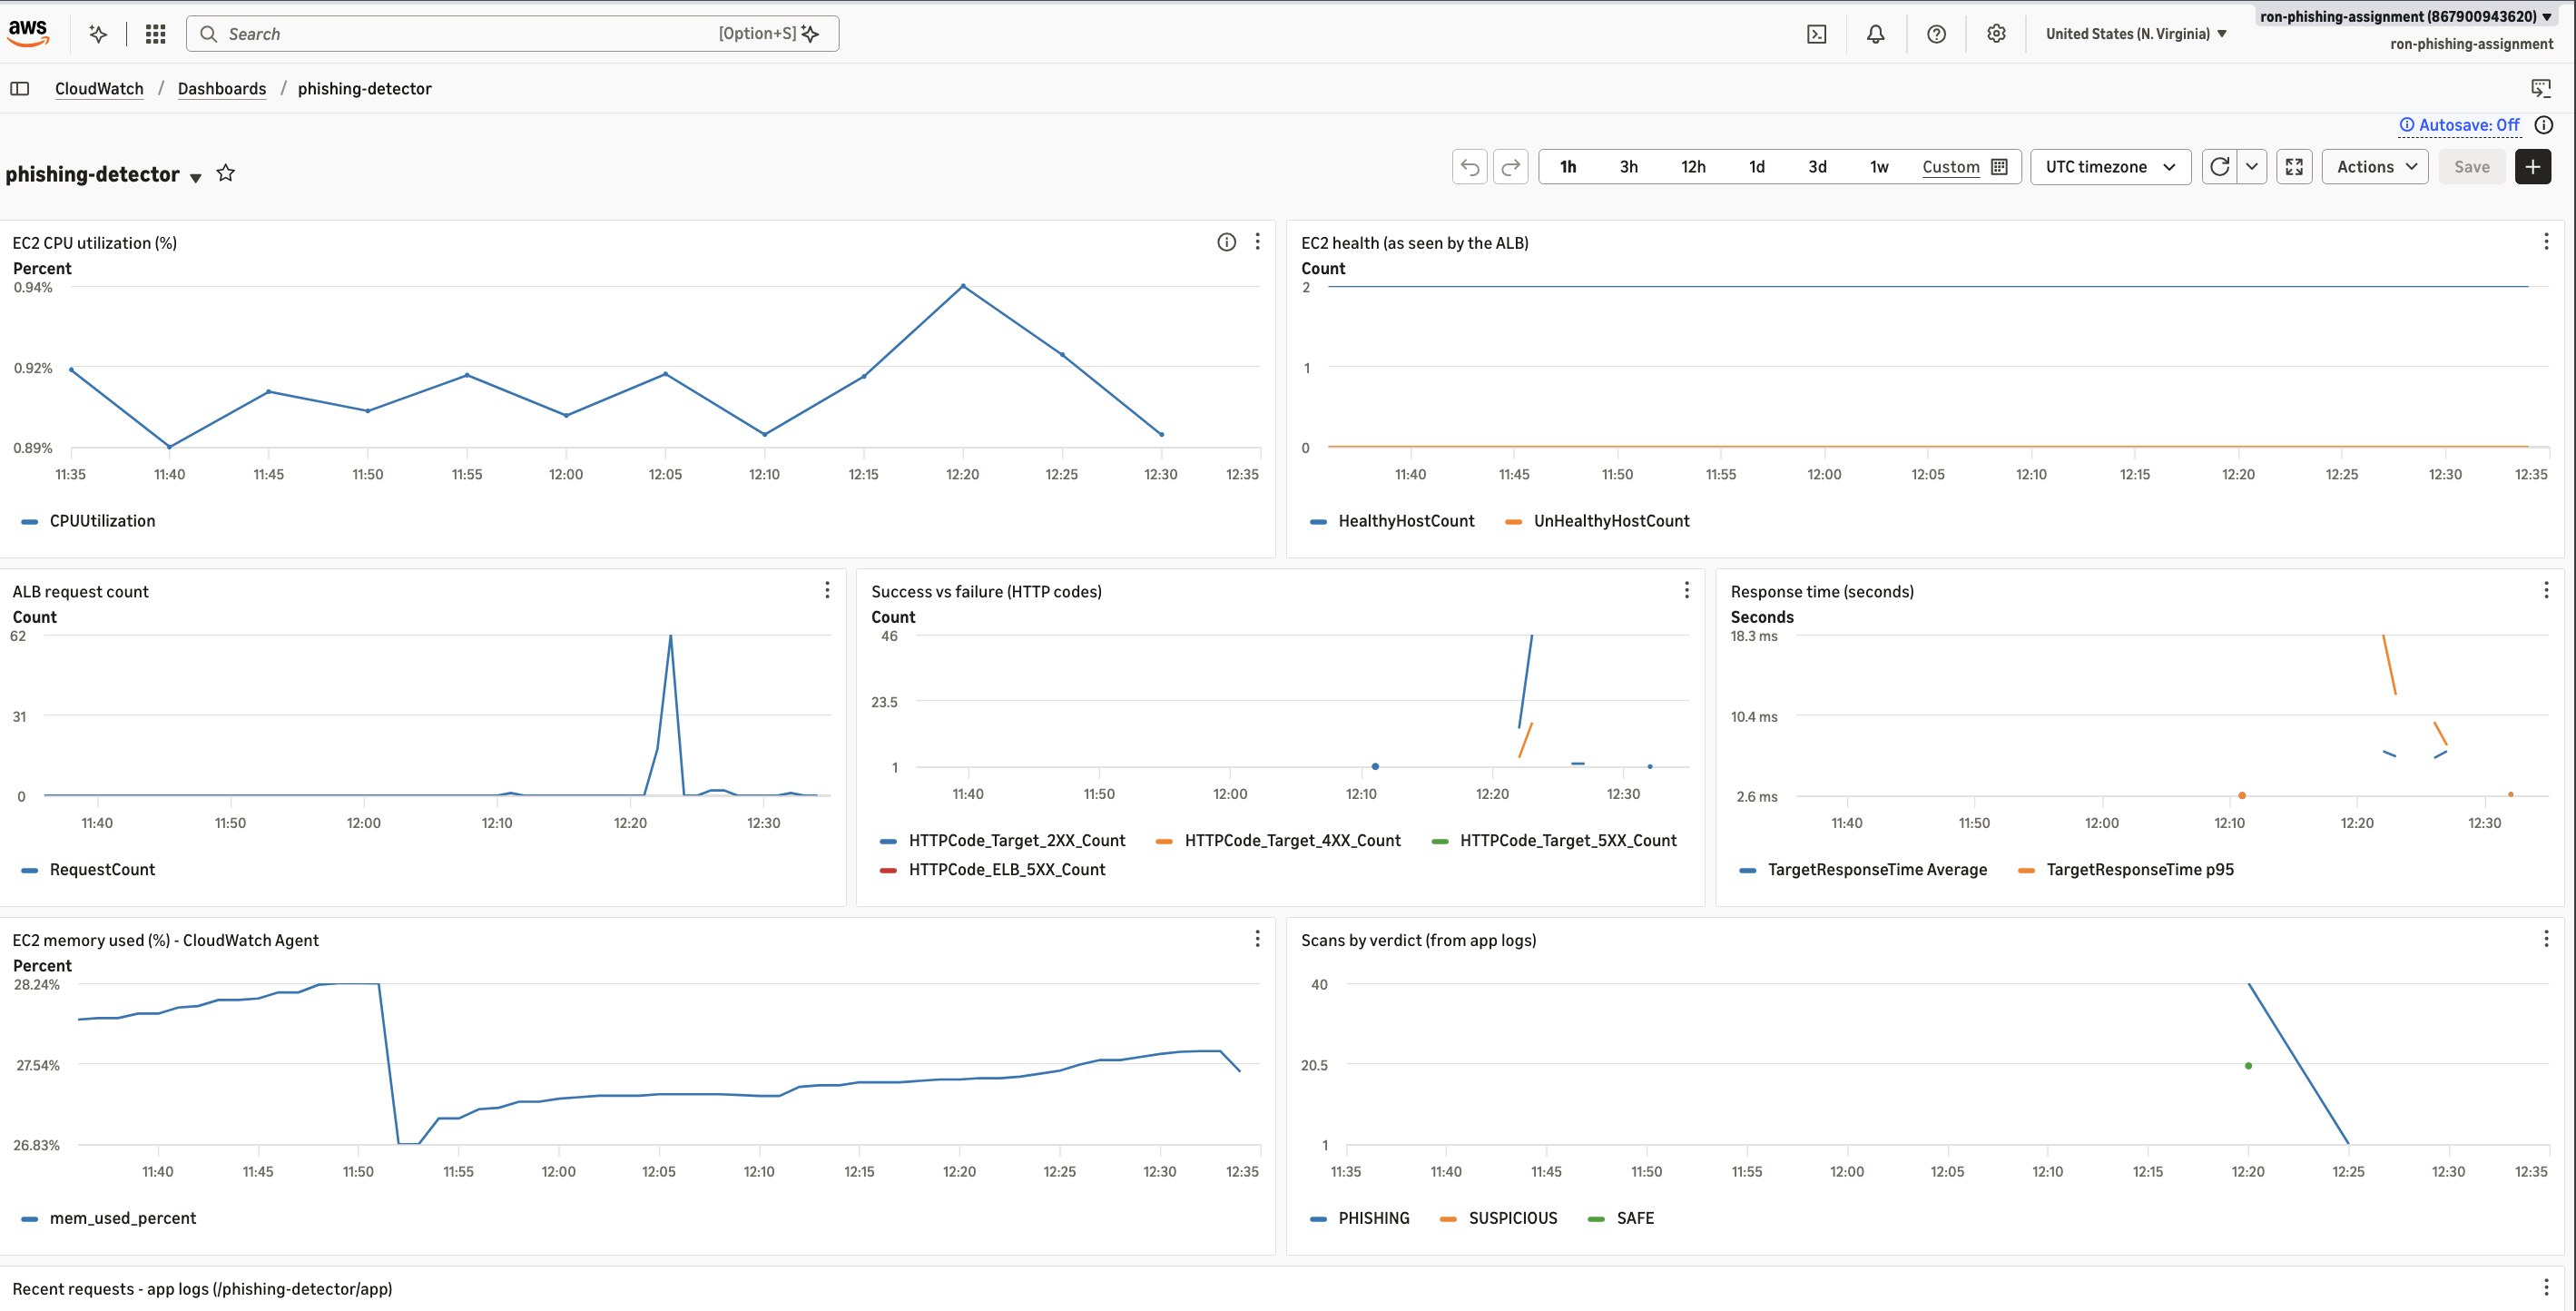 aws
Search
[Option+S]
United States (N. Virginia)
ron-phishing-assignment (867900943620)
ron-phishing-assignment
CloudWatch / Dashboards / phishing-detector
Autosave: Off
phishing-detector
1h 3h 12h 1d 3d 1w Custom
UTC timezone
Actions
Save
EC2 CPU utilization (%)
Percent
0.94%
0.92%
0.89%
11:35 11:40 11:45 11:50 11:55 12:00 12:05 12:10 12:15 12:20 12:25 12:30 12:35
CPUUtilization
EC2 health (as seen by the ALB)
Count
2
1
0
11:40 11:45 11:50 11:55 12:00 12:05 12:10 12:15 12:20 12:25 12:30 12:35
HealthyHostCount UnHealthyHostCount
ALB request count
Count
62
31
0
11:40 11:50 12:00 12:10 12:20 12:30
RequestCount
Success vs failure (HTTP codes)
Count
46
23.5
1
11:40 11:50 12:00 12:10 12:20 12:30
HTTPCode_Target_2XX_Count HTTPCode_Target_4XX_Count HTTPCode_Target_5XX_Count
HTTPCode_ELB_5XX_Count
Response time (seconds)
Seconds
18.3 ms
10.4 ms
2.6 ms
11:40 11:50 12:00 12:10 12:20 12:30
TargetResponseTime Average TargetResponseTime p95
EC2 memory used (%) - CloudWatch Agent
Percent
28.24%
27.54%
26.83%
11:40 11:45 11:50 11:55 12:00 12:05 12:10 12:15 12:20 12:25 12:30 12:35
mem_used_percent
Scans by verdict (from app logs)
40
20.5
1
11:35 11:40 11:45 11:50 11:55 12:00 12:05 12:10 12:15 12:20 12:25 12:30 12:35
PHISHING SUSPICIOUS SAFE
Recent requests - app logs (/phishing-detector/app)